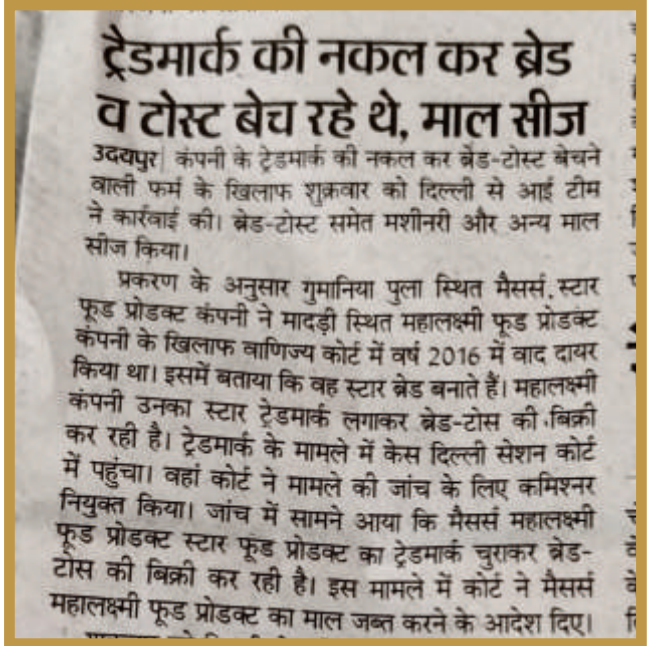 ट्रेडमार्क की नकल कर ब्रेड
व टोस्ट बेच रहे थे, माल सीज
उदयपुर| कंपनी के ट्रेडमार्क की नकल कर ब्रेड-टोस्ट बेचने
वाली फर्म के खिलाफ शुक्रवार को दिल्ली से आई टीम
ने कार्रवाई की। ब्रेड-टोस्ट समेत मशीनरी और अन्य माल
सीज किया।
प्रकरण के अनुसार गुमानिया पुला स्थित मैसर्स. स्टार
फूड प्रोडक्ट कंपनी ने मादड़ी स्थित महालक्ष्मी फूड प्रोडक्ट
कंपनी के खिलाफ वाणिज्य कोर्ट में वर्ष 2016 में वाद दायर
किया था। इसमें बताया कि वह स्टार ब्रेड बनाते हैं। महालक्ष्मी
कंपनी उनका स्टार ट्रेडमार्क लगाकर ब्रेड-टोस की बिक्री
कर रही है। ट्रेडमार्क के मामले में केस दिल्ली सेशन कोर्ट
में पहुंचा। वहां कोर्ट ने मामले की जांच के लिए कमिश्नर
नियुक्त किया। जांच में सामने आया कि मैसर्स महालक्ष्मी
फूड प्रोडक्ट स्टार फूड प्रोडक्ट का ट्रेडमार्क चुराकर ब्रेड-
टोस की बिक्री कर रही है। इस मामले में कोर्ट ने मैसर्स
महालक्ष्मी फूड प्रोडक्ट का माल जब्त करने के आदेश दिए।